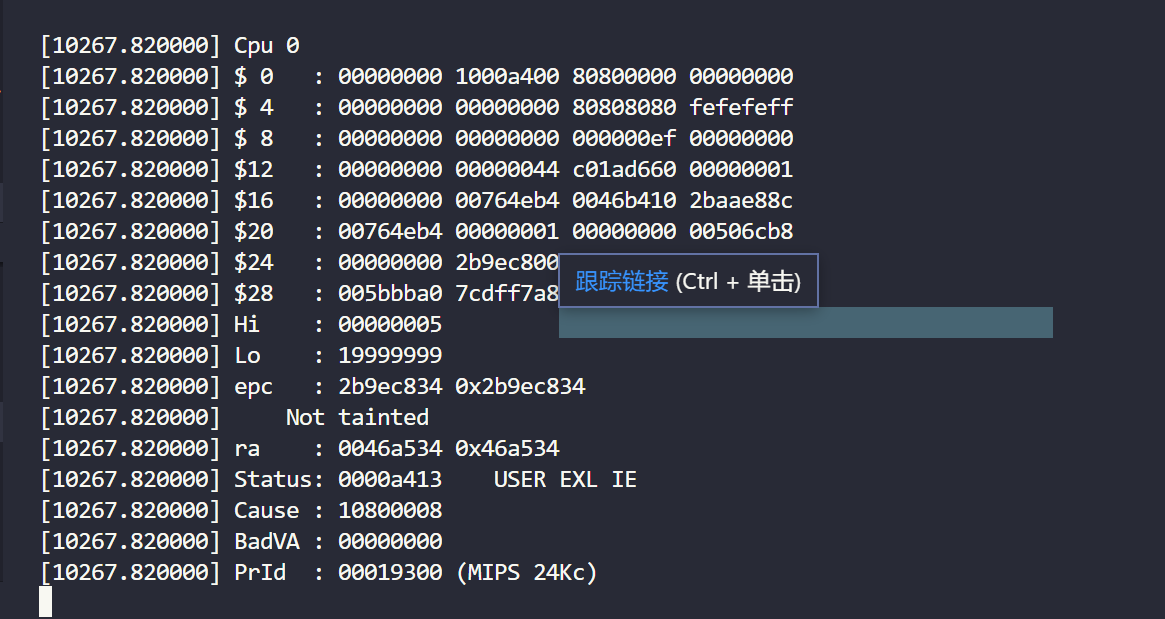 [10267.820000] Cpu 0
[10267.820000] $ 0   : 00000000 1000a400 80800000 00000000
[10267.820000] $ 4   : 00000000 00000000 80808080 fefefeff
[10267.820000] $ 8   : 00000000 00000000 000000ef 00000000
[10267.820000] $12   : 00000000 00000044 c01ad660 00000001
[10267.820000] $16   : 00000000 00764eb4 0046b410 2baae88c
[10267.820000] $20   : 00764eb4 00000001 00000000 00506cb8
[10267.820000] $24   : 00000000 2b9ec800
跟踪链接 (Ctrl + 单击)
[10267.820000] $28   : 005bbba0 7cdff7a8
[10267.820000] Hi    : 00000005
[10267.820000] Lo    : 19999999
[10267.820000] epc   : 2b9ec834 0x2b9ec834
[10267.820000]     Not tainted
[10267.820000] ra    : 0046a534 0x46a534
[10267.820000] Status: 0000a413    USER EXL IE
[10267.820000] Cause : 10800008
[10267.820000] BadVA : 00000000
[10267.820000] PrId  : 00019300 (MIPS 24Kc)